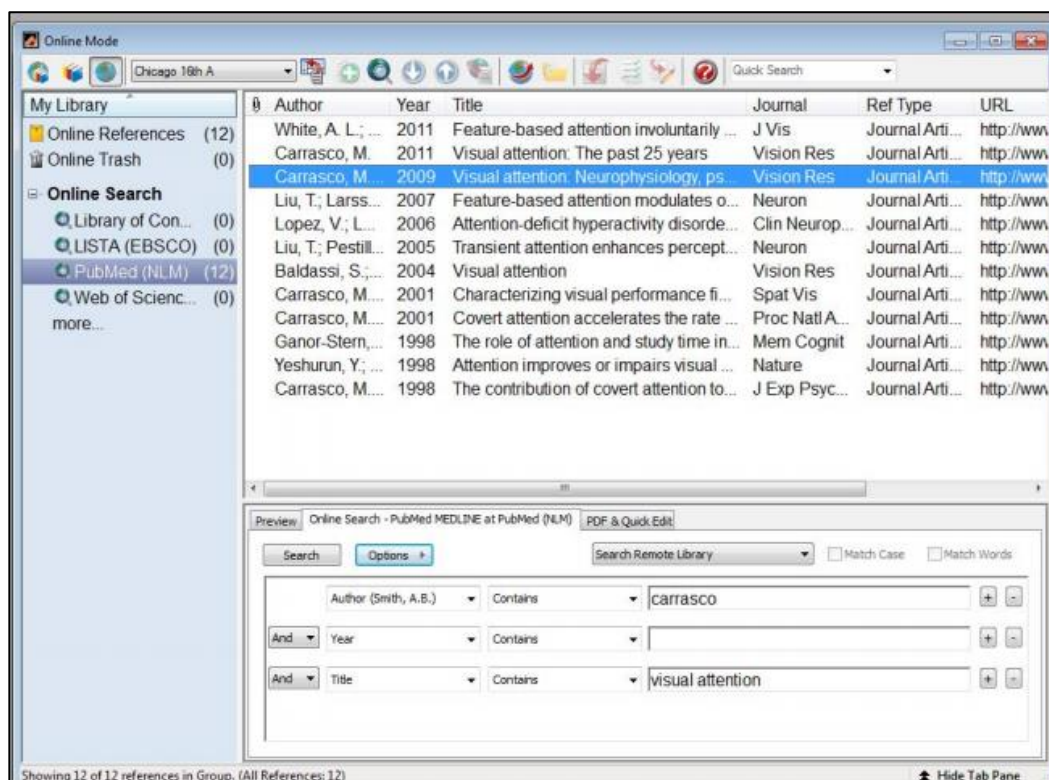 Online Mode
Chicago 16th A
Quick Search
My Library
Online References (12)
Online Trash (0)
Online Search
Library of Con... (0)
LISTA (EBSCO) (0)
PubMed (NLM) (12)
Web of Scienc... (0)
more...
Author Year Title Journal Ref Type URL
White, A. L.; ... 2011 Feature-based attention involuntarily ... J Vis Journal Arti... http://www
Carrasco, M. 2011 Visual attention: The past 25 years Vision Res Journal Arti... http://www
Carrasco, M.... 2009 Visual attention: Neurophysiology, ps... Vision Res Journal Arti... http://www
Liu, T.; Larss... 2007 Feature-based attention modulates o... Neuron Journal Arti... http://www
Lopez, V.; L... 2006 Attention-deficit hyperactivity disorde... Clin Neurop... Journal Arti... http://www
Liu, T.; Pestill... 2005 Transient attention enhances percept... Neuron Journal Arti... http://www
Baldassi, S.;... 2004 Visual attention Vision Res Journal Arti... http://www
Carrasco, M.... 2001 Characterizing visual performance fi... Spat Vis Journal Arti... http://www
Carrasco, M.... 2001 Covert attention accelerates the rate ... Proc Natl A... Journal Arti... http://www
Ganor-Stern,... 1998 The role of attention and study time in... Mem Cognit Journal Arti... http://www
Yeshurun, Y.; ... 1998 Attention improves or impairs visual ... Nature Journal Arti... http://www
Carrasco, M.... 1998 The contribution of covert attention to... J Exp Psyc... Journal Arti... http://www
Preview Online Search - PubMed MEDLINE at PubMed (NLM) PDF & Quick Edit
Search Options Search Remote Library Match Case Match Words
Author (Smith, A.B.) Contains carrasco + -
And Year Contains + -
And Title Contains visual attention + -
Showing 12 of 12 references in Group. (All References: 12) Hide Tab Pane